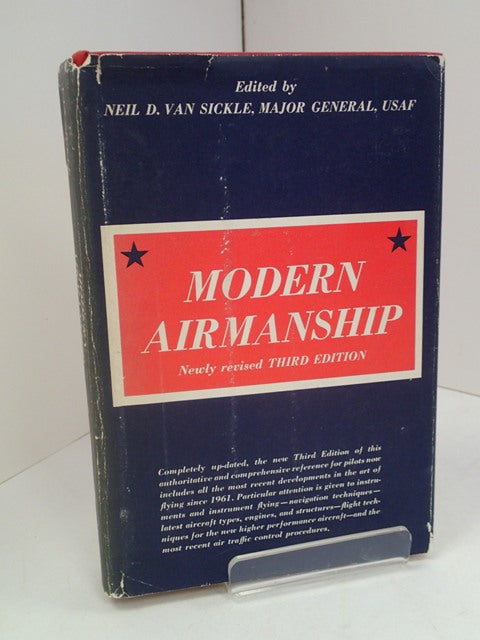 Edited by
NEIL D. VAN SICKLE, MAJOR GENERAL, USAF
MODERN
AIRMANSHIP
Newly revised THIRD EDITION
Completely up-dated, the new Third Edition of this
authoritative and comprehensive reference for pilots now
includes all the most recent developments in the art of
flying since 1961. Particular attention is given to instru-
ments and instrument flying—navigation techniques—
latest aircraft types, engines, and structures—flight tech-
niques for the new higher performance aircraft—and the
most recent air traffic control procedures.